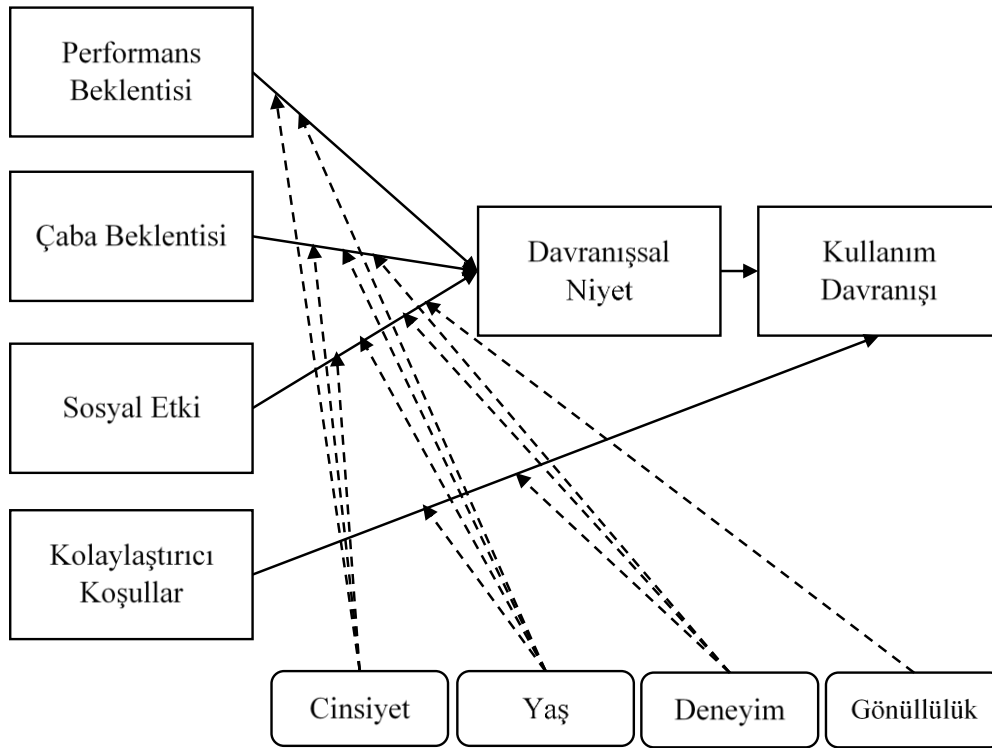 Performans
Beklentisi
Çaba Beklentisi
Sosyal Etki
Kolaylaştırıcı
Koşullar
Davranışsal
Niyet
Kullanım
Davranışı
Cinsiyet
Yaş
Deneyim
Gönüllülük